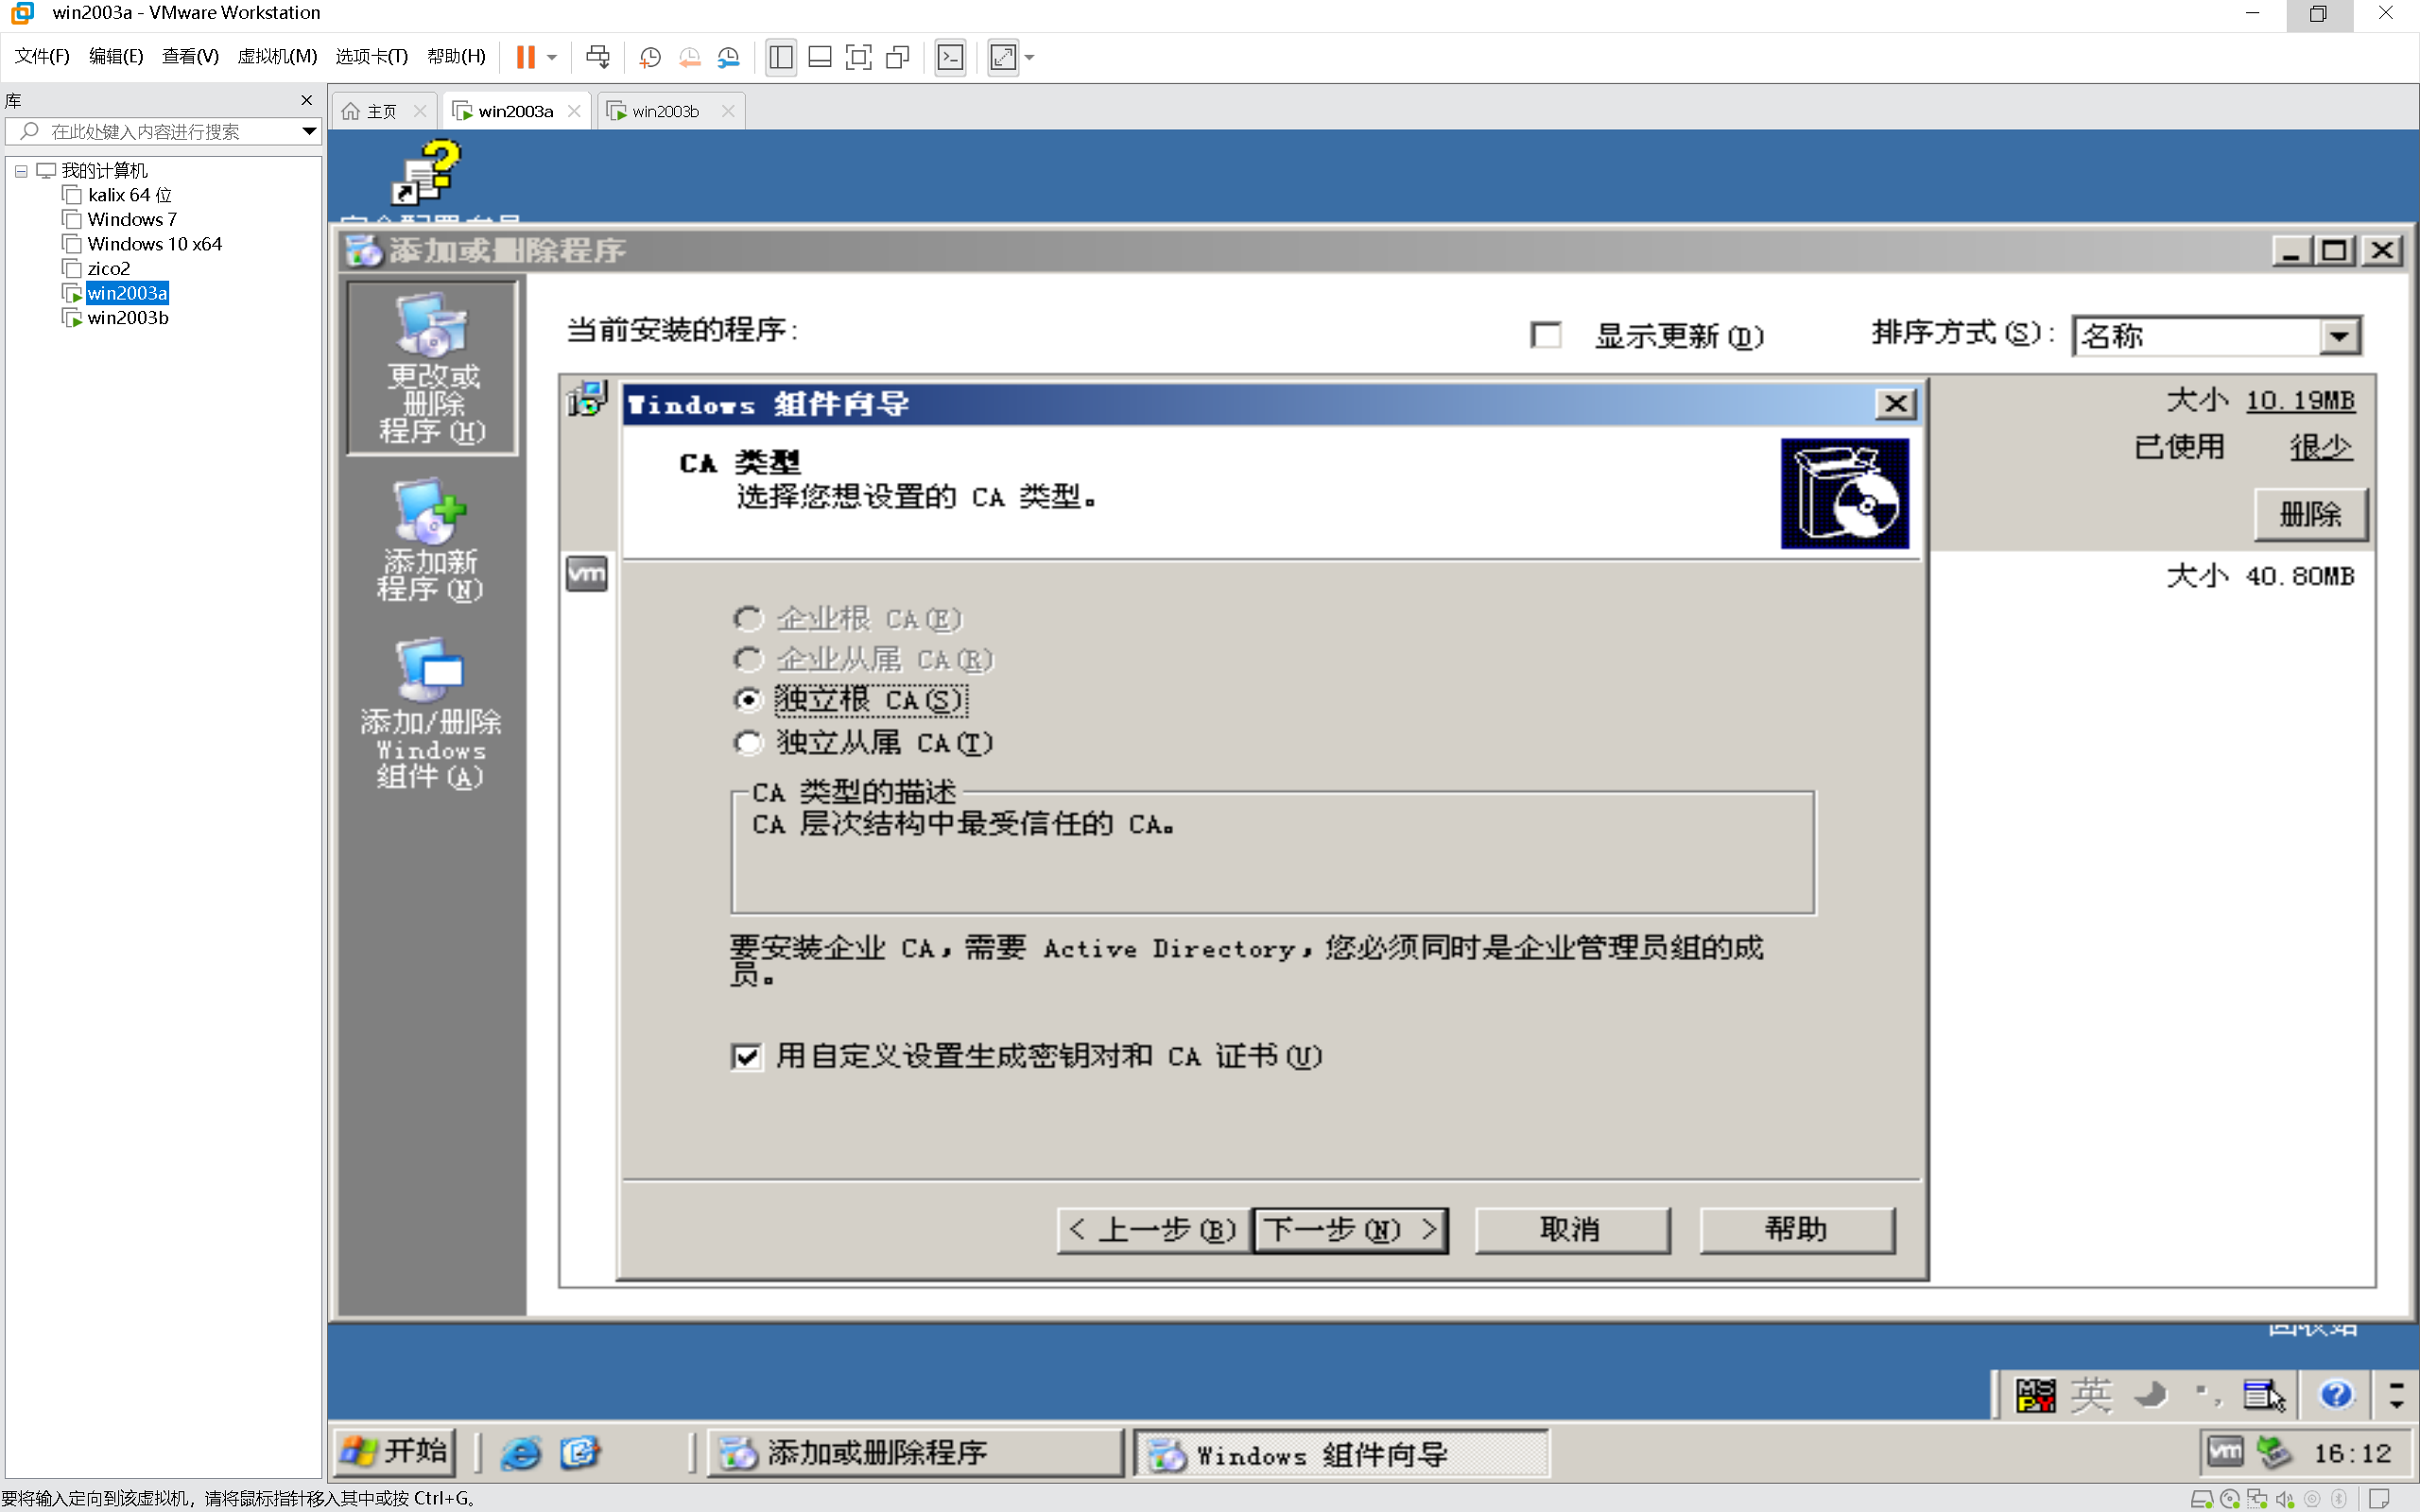 win2003a - VMware Workstation
文件(F) 编辑(E) 查看(V) 虚拟机(M) 选项卡(T) 帮助(H)
库
主页 win2003a win2003b
在此处键入内容进行搜索
我的计算机
kalix 64 位
Windows 7
Windows 10 x64
zico2
win2003a
win2003b
安全配置向导
添加或删除程序
更改或
删除
程序(H)
添加新
程序(N)
添加/删除
Windows
组件(A)
当前安装的程序: 显示更新(D) 排序方式(S): 名称
大小 10.19MB
已使用 很少
删除
vm
大小 40.80MB
Windows 组件向导
CA 类型
选择您想设置的 CA 类型。
企业根 CA(E)
企业从属 CA(R)
独立根 CA(S)
独立从属 CA(T)
CA 类型的描述
CA 层次结构中最受信任的 CA。
要安装企业 CA，需要 Active Directory，您必须同时是企业管理员组的成
员。
用自定义设置生成密钥对和 CA 证书(U)
< 上一步(B) 下一步(N) > 取消 帮助
回收站
英
开始 添加或删除程序 Windows 组件向导 vm 16:12
要将输入定向到该虚拟机，请将鼠标指针移入其中或按 Ctrl+G。